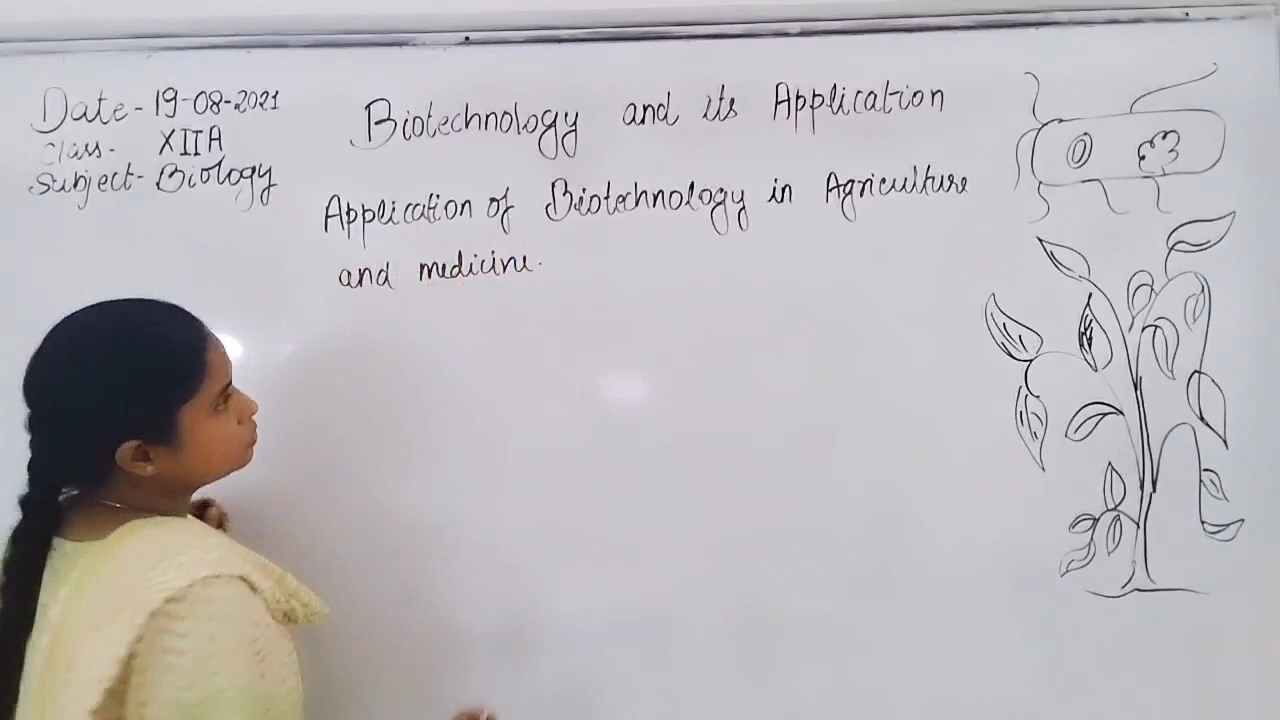 Date - 19-08-2021
Class - XIIA
Subject - Biology
Biotechnology and its Application
Application of Biotechnology in Agriculture
and medicine.